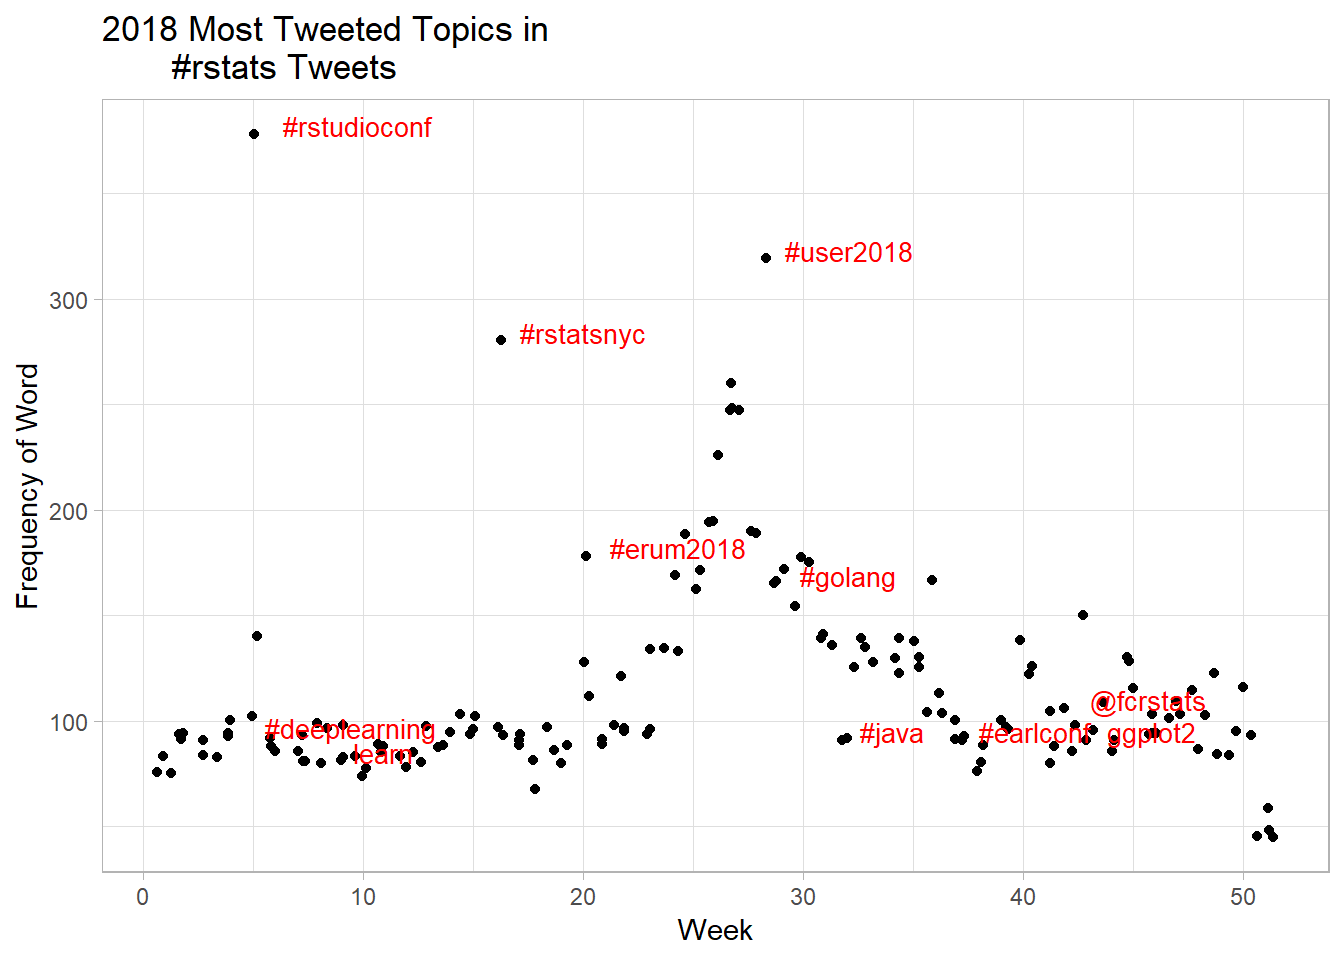 2018 Most Tweeted Topics in
#rstats Tweets
#rstudioconf
#user2018
300
#rstatsnyc
Frequency of Word
200
#erum2018
#golang
@fcrstats
100
#deeplearning
#java
#earlconf
ggplot2
learn
0 10 20 30 40 50
Week